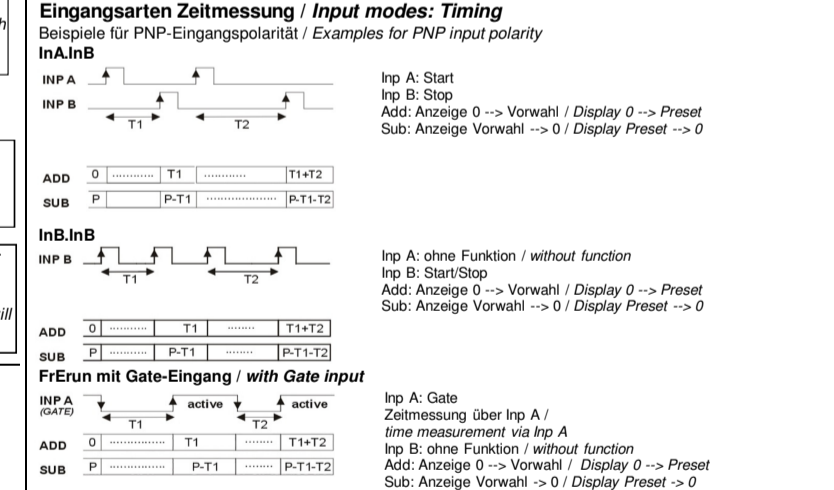 h
ill
Eingangsarten Zeitmessung / Input modes: Timing
Beispiele für PNP-Eingangspolarität / Examples for PNP input polarity
InA.InB
INP A
INP B
T1 T2
Inp A: Start
Inp B: Stop
Add: Anzeige 0 --> Vorwahl / Display 0 --> Preset
Sub: Anzeige Vorwahl --> 0 / Display Preset --> 0
ADD 0 ............ T1 ............ T1+T2
SUB P P-T1 .................... P-T1-T2
InB.InB
INP B
T1 T2
Inp A: ohne Funktion / without function
Inp B: Start/Stop
Add: Anzeige 0 --> Vorwahl / Display 0 --> Preset
Sub: Anzeige Vorwahl --> 0 / Display Preset --> 0
ADD 0 ........... T1 ........ T1+T2
SUB P ........... P-T1 ........ P-T1-T2
FrErun mit Gate-Eingang / with Gate input
INP A
(GATE)
active active
T1 T2
Inp A: Gate
Zeitmessung über Inp A /
time measurement via Inp A
Inp B: ohne Funktion / without function
Add: Anzeige 0 --> Vorwahl / Display 0 --> Preset
Sub: Anzeige Vorwahl -> 0 / Display Preset -> 0
ADD 0 ................ T1 ........ T1+T2
SUB P ................ P-T1 ........ P-T1-T2